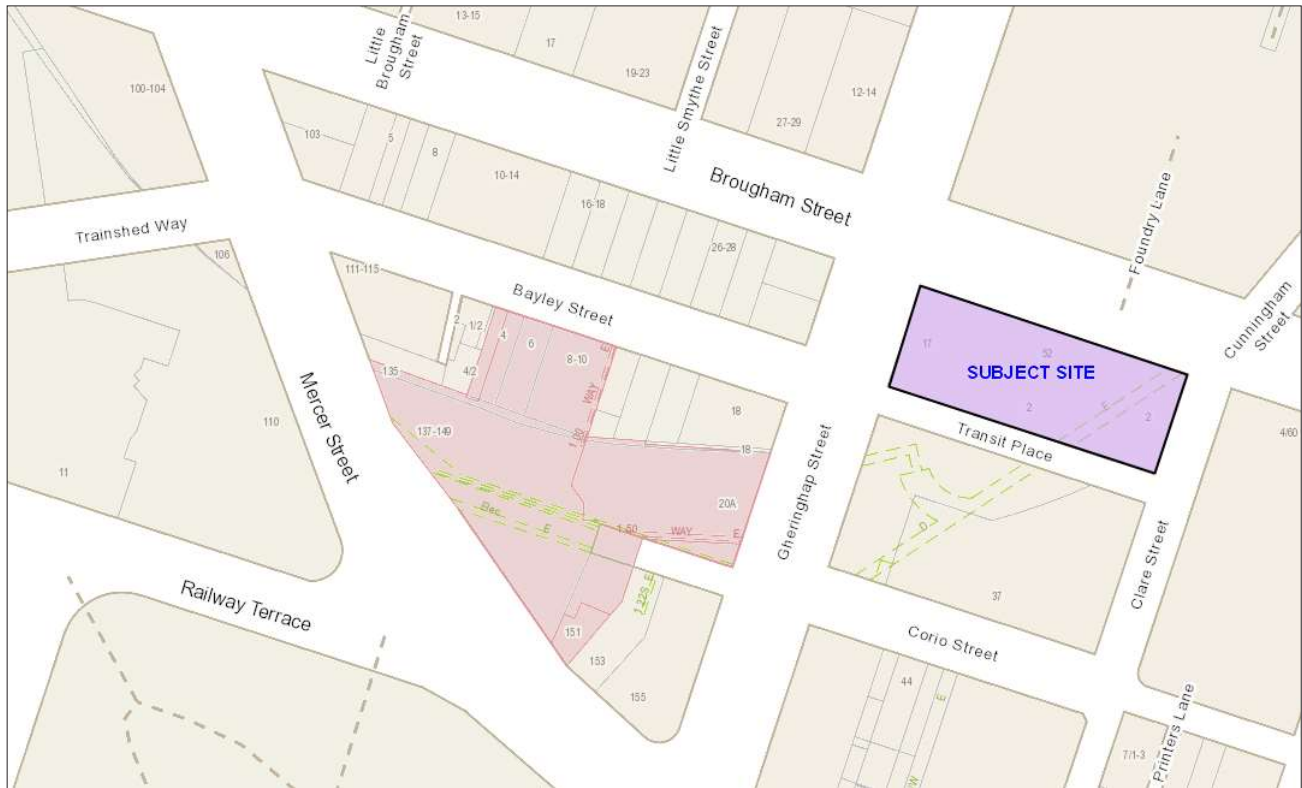 13-15
Little
Brougham
Street
17
19-23
Little Smythe Street
12-14
27-29
100-104
103
5
8
10-14
16-18
Brougham Street
26-28
Foundry Lane
Cunningham
Street
Trainshed Way
106
111-115
Bayley Street
2
1/2
4
6
8-10
4/2
135
E
WAY
18
18
17
52
SUBJECT SITE
2
E
2
Transit Place
4/60
Mercer Street
110
11
137-149
20A
Elec.
E
1.50
WAY
E
Gheringhap Street
D
37
Clare Street
Railway Terrace
151
153
155
E
Corio Street
44
E
W
7/1-3
Printers Lane